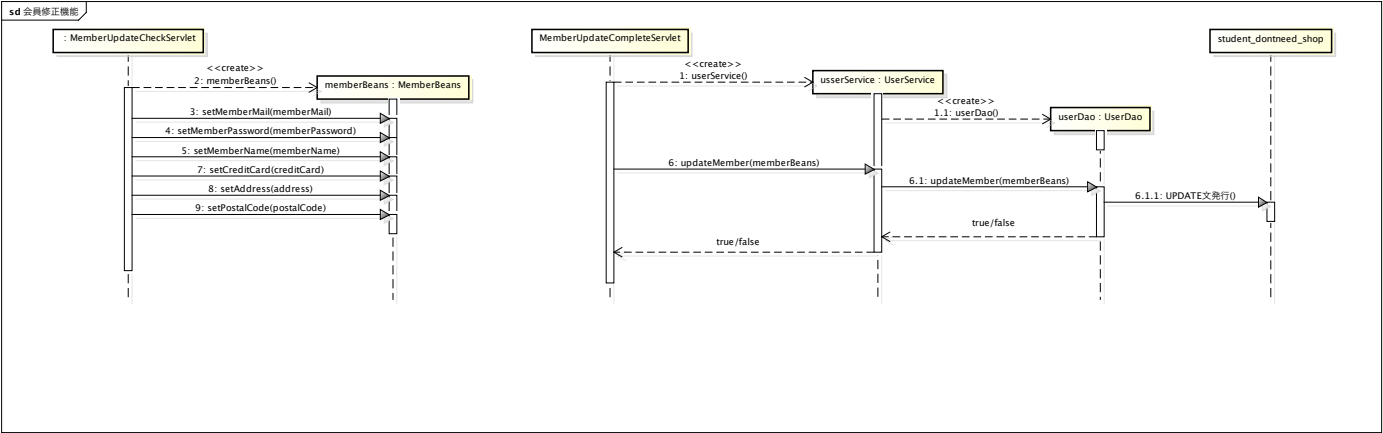 sd 会員修正機能
: MemberUpdateCheckServlet
MemberUpdateCompleteServlet
student_dontneed_shop
<<create>>
2: memberBeans()
memberBeans : MemberBeans
<<create>>
1: userService()
usserService : UserService
<<create>>
1.1: userDao()
userDao : UserDao
3: setMemberMail(memberMail)
4: setMemberPassword(memberPassword)
5: setMemberName(memberName)
7: setCreditCard(creditCard)
8: setAddress(address)
9: setPostalCode(postalCode)
6: updateMember(memberBeans)
6.1: updateMember(memberBeans)
6.1.1: UPDATE文発行()
true/false
true/false